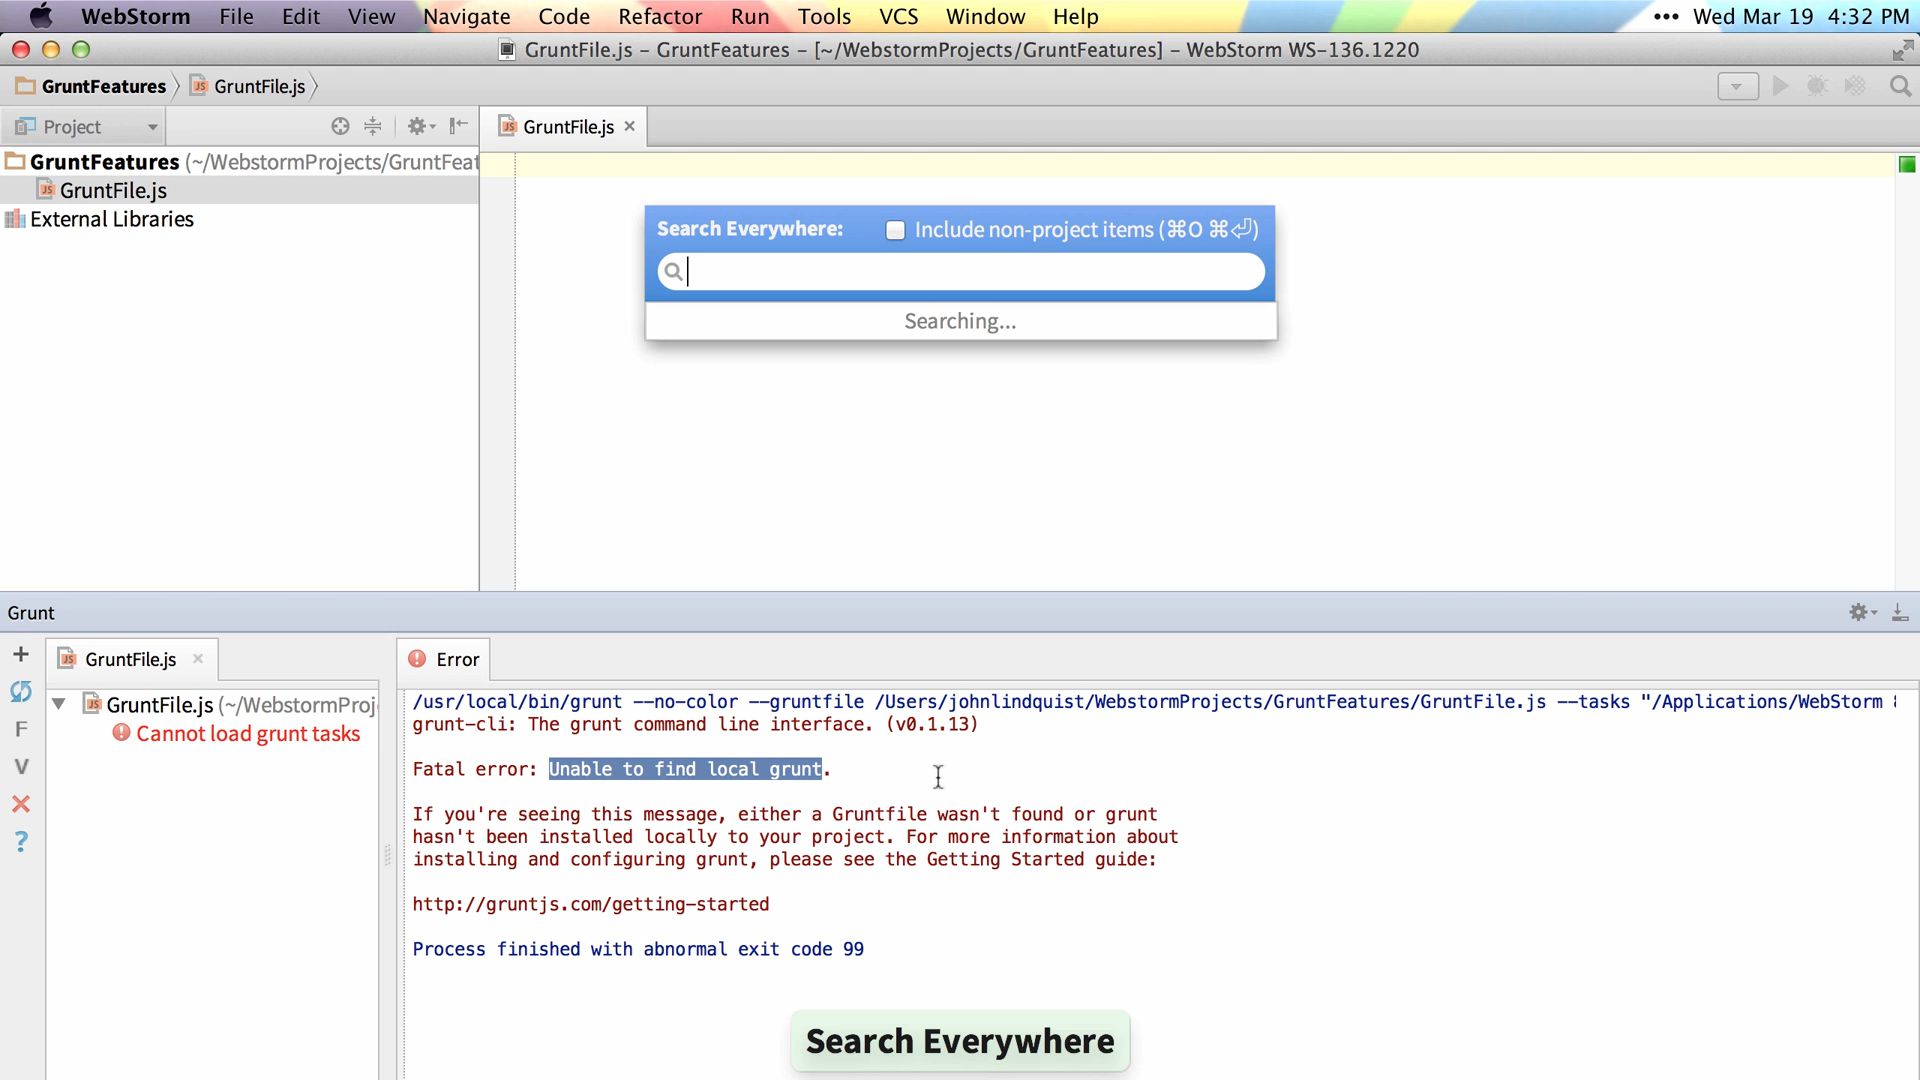 WebStorm File Edit View Navigate Code Refactor Run Tools VCS Window Help ••• Wed Mar 19 4:32 PM
GruntFile.js – GruntFeatures – [~/WebstormProjects/GruntFeatures] – WebStorm WS-136.1220
GruntFeatures GruntFile.js
Project
GruntFile.js
GruntFeatures (~/WebstormProjects/GruntFeat
GruntFile.js
External Libraries
Search Everywhere: Include non-project items (⌘O ⌘⏎)
Searching...
Grunt
GruntFile.js
Error
GruntFile.js (~/WebstormProj
Cannot load grunt tasks
F
V
?
/usr/local/bin/grunt --no-color --gruntfile /Users/johnlindquist/WebstormProjects/GruntFeatures/GruntFile.js --tasks "/Applications/WebStorm
grunt-cli: The grunt command line interface. (v0.1.13)
Fatal error: Unable to find local grunt.
If you're seeing this message, either a Gruntfile wasn't found or grunt
hasn't been installed locally to your project. For more information about
installing and configuring grunt, please see the Getting Started guide:
http://gruntjs.com/getting-started
Process finished with abnormal exit code 99
Search Everywhere